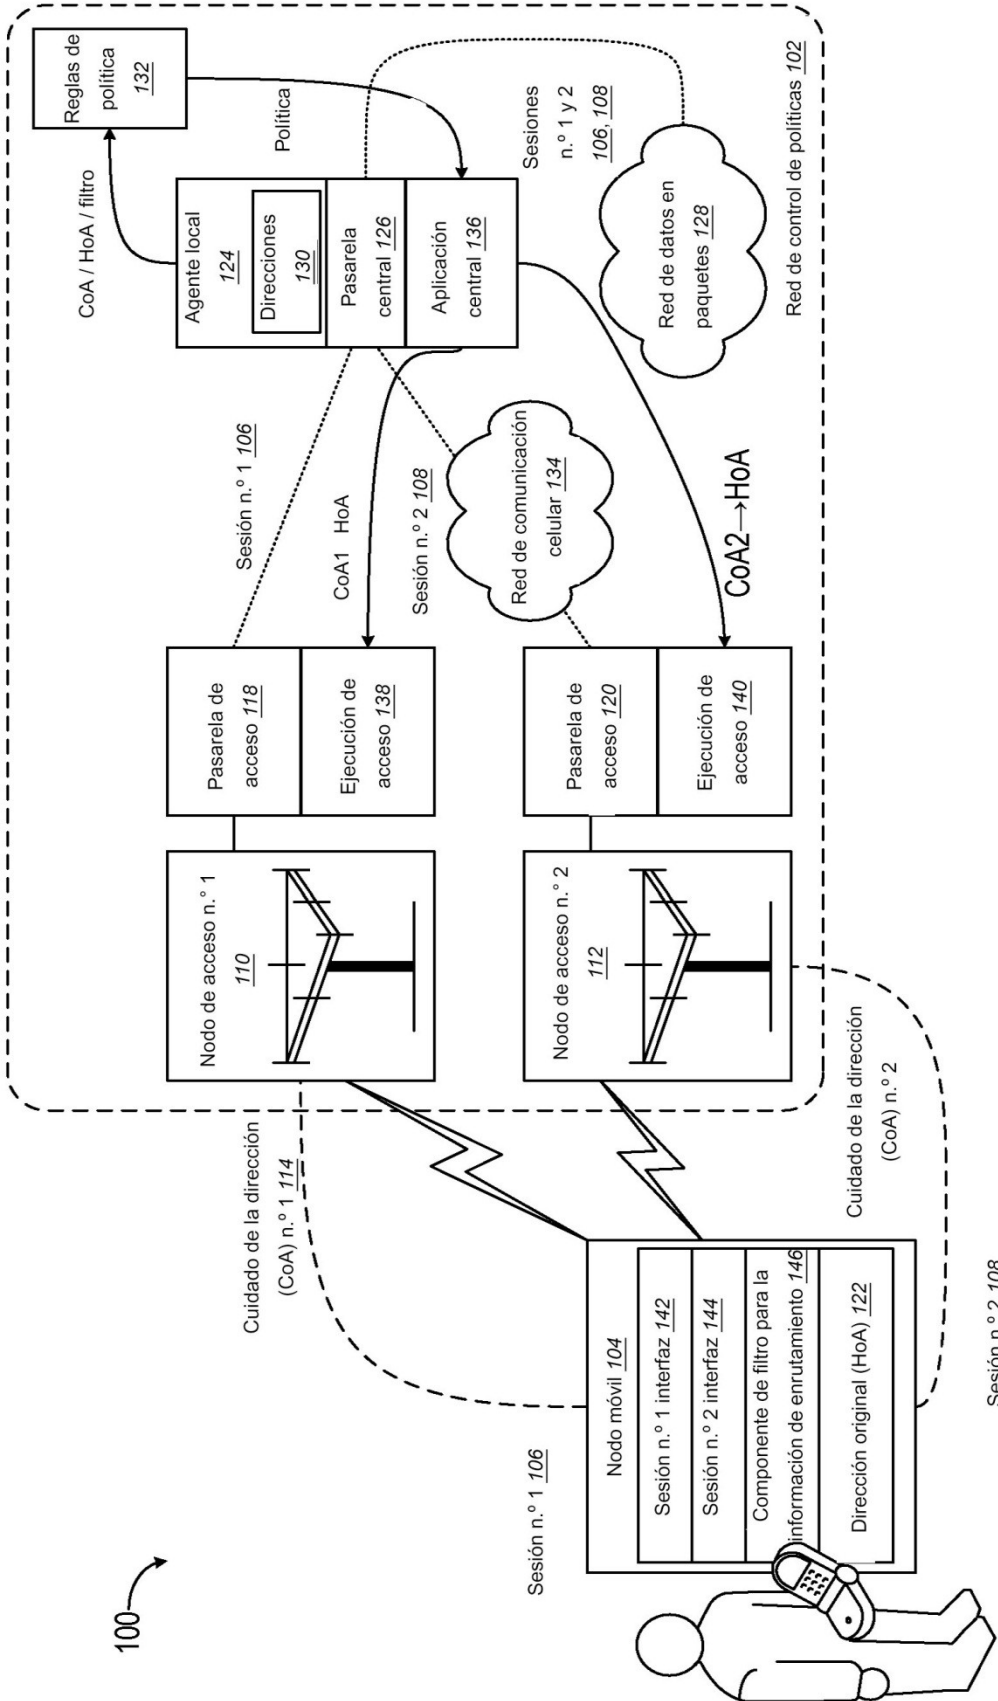 100
Sesión n.º 1 106
Nodo móvil 104
Sesión n.º 1 interfaz 142
Sesión n.º 2 interfaz 144
Componente de filtro para la
información de enrutamiento 146
Dirección original (HoA) 122
Sesión n.º 2 108
Cuidado de la dirección
(CoA) n.º 1 114
Cuidado de la dirección
(CoA) n.º 2
Nodo de acceso n.° 1
110
Nodo de acceso n.° 2
112
Pasarela de
acceso 118
Ejecución de
acceso 138
Pasarela de
acceso 120
Ejecución de
acceso 140
Sesión n.º 1 106
CoA1 HoA
Sesión n.º 2 108
Red de comunicación
celular 134
CoA2→HoA
CoA / HoA / filtro
Agente local
124
Direcciones
130
Pasarela
central 126
Aplicación
central 136
Reglas de
política
132
Política
Sesiones
n.º 1 y 2
106, 108
Red de datos en
paquetes 128
Red de control de políticas 102